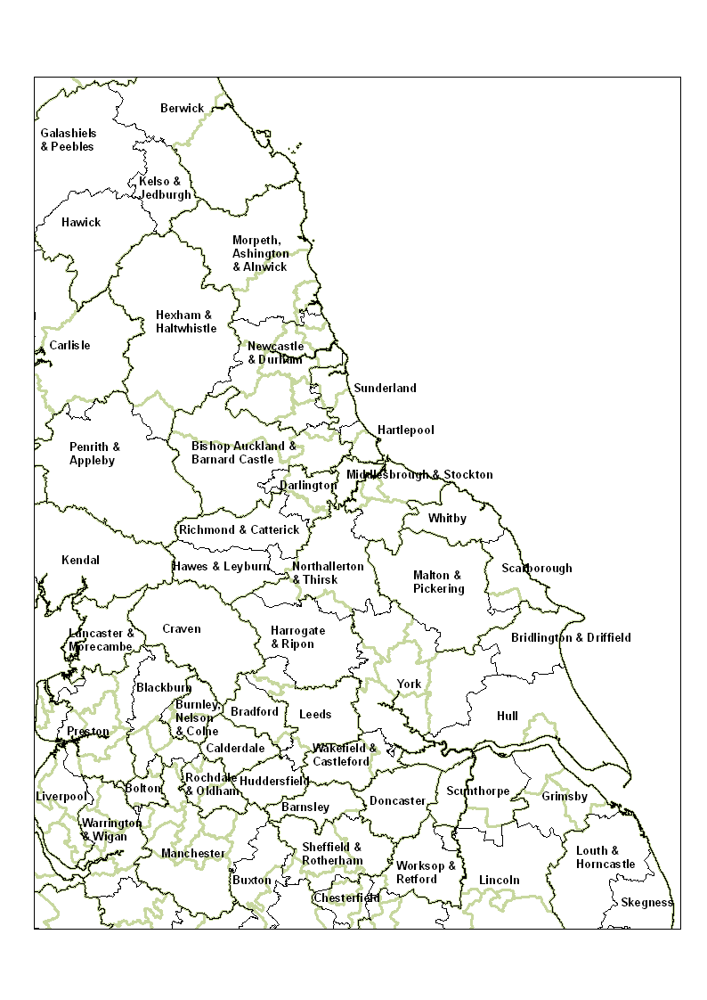 Berwick
Galashiels
& Peebles
Kelso &
Jedburgh
Hawick
Morpeth,
Ashington
& Alnwick
Hexham &
Haltwhistle
Carlisle
Newcastle
& Durham
Sunderland
Hartlepool
Penrith &
Appleby
Bishop Auckland &
Barnard Castle
Middlesbrough & Stockton
Darlington
Whitby
Richmond & Catterick
Kendal
Hawes & Leyburn
Northallerton
& Thirsk
Scarborough
Malton &
Pickering
Lancaster &
Morecambe
Craven
Harrogate
& Ripon
Bridlington & Driffield
York
Blackburn
Burnley,
Nelson
& Colne
Bradford
Leeds
Hull
Preston
Calderdale
Wakefield &
Castleford
Liverpool
Bolton
Rochdale
& Oldham
Huddersfield
Barnsley
Doncaster
Scunthorpe
Grimsby
Warrington
& Wigan
Manchester
Sheffield &
Rotherham
Buxton
Worksop &
Retford
Lincoln
Louth &
Horncastle
Chesterfield
Skegness